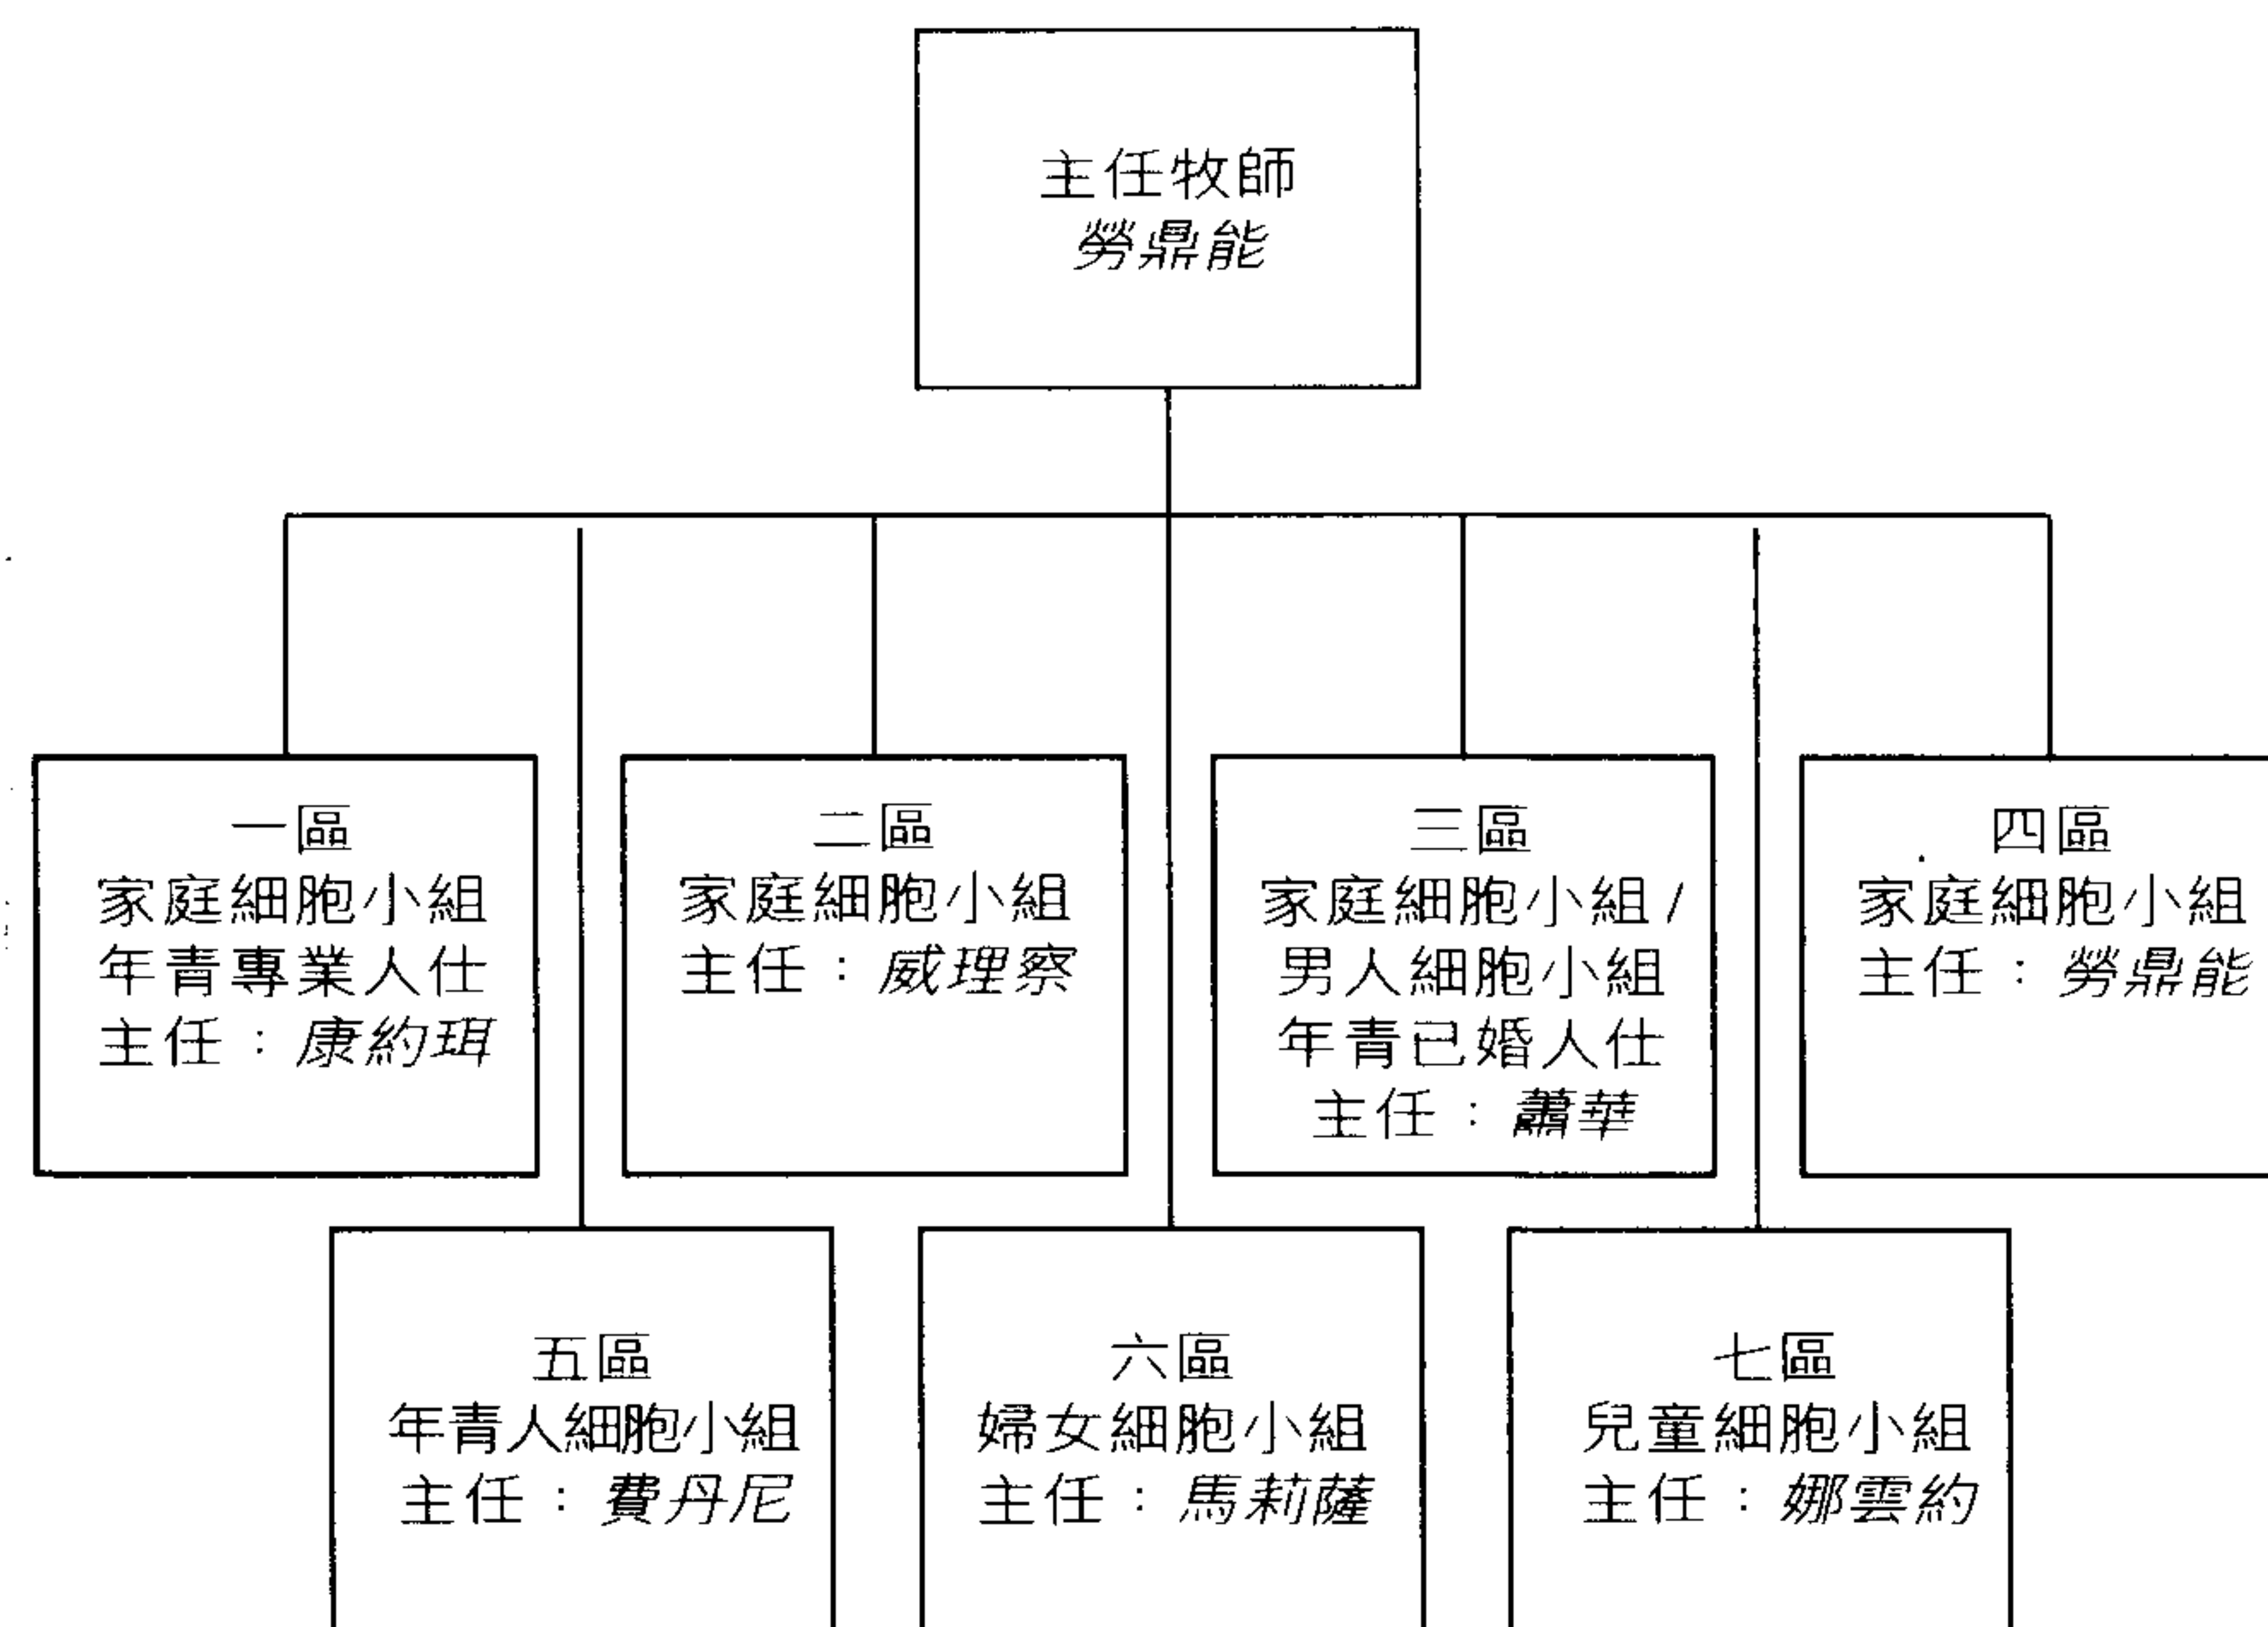 主任牧師
勞鼎能
一區
家庭細胞小組
年青專業人仕
主任：康約珥
二區
家庭細胞小組
主任：威理察
三區
家庭細胞小組 /
男人細胞小組
年青已婚人仕
主任：蕭華
四區
家庭細胞小組
主任：勞鼎能
五區
年青人細胞小組
主任：費丹尼
六區
婦女細胞小組
主任：馬莉薩
七區
兒童細胞小組
主任：娜雲約